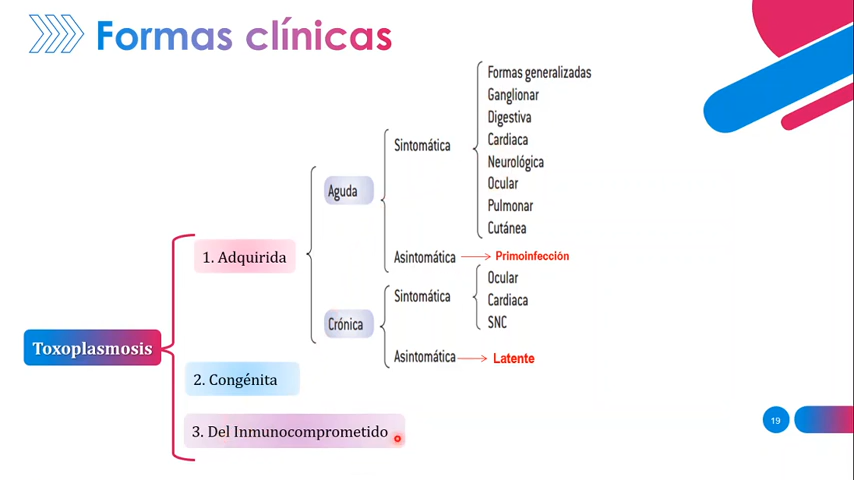 Formas clínicas
Toxoplasmosis
1. Adquirida
Aguda
Sintomática
Formas generalizadas
Ganglionar
Digestiva
Cardiaca
Neurológica
Ocular
Pulmonar
Cutánea
Asintomática
Primoinfección
Crónica
Sintomática
Ocular
Cardiaca
SNC
Asintomática
Latente
2. Congénita
3. Del Inmunocomprometido
19